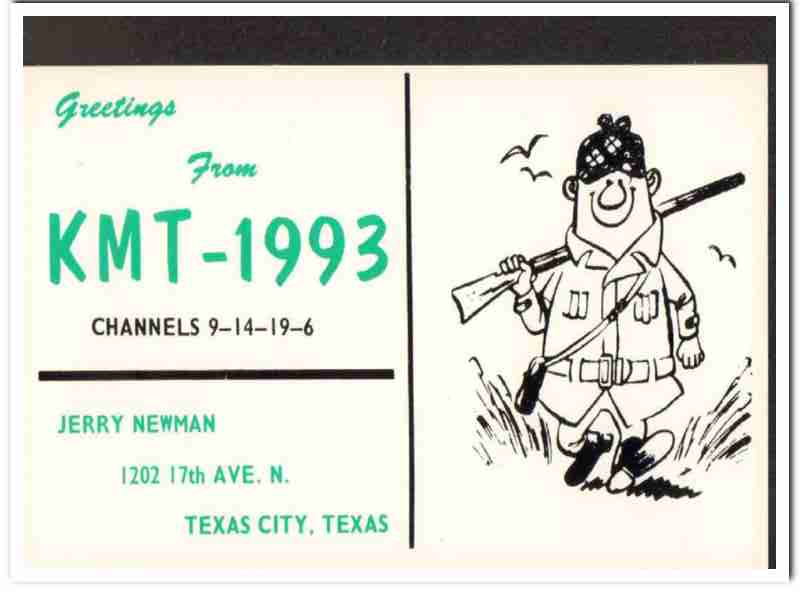 Greetings
From
KMT-1993
CHANNELS 9-14-19-6
JERRY NEWMAN
1202 17th AVE. N.
TEXAS CITY, TEXAS